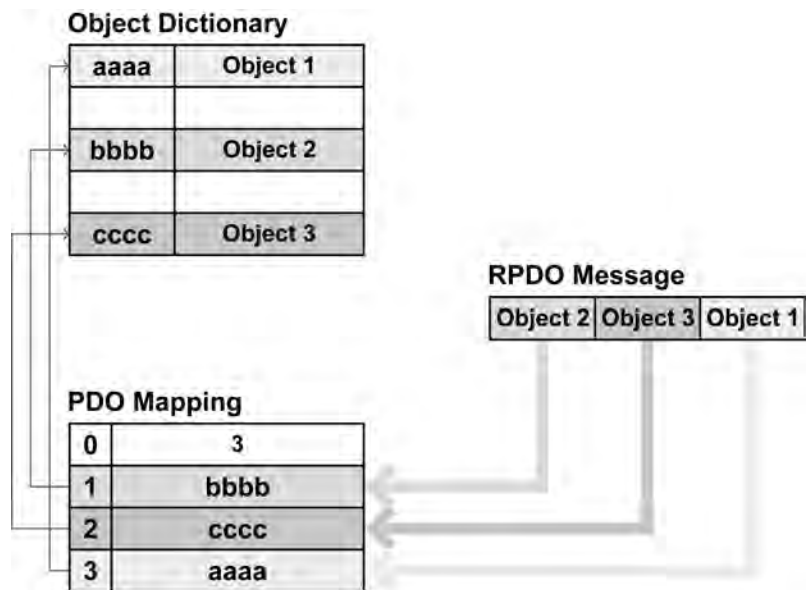 Object Dictionary
aaaa Object 1
bbbb Object 2
cccc Object 3
RPDO Message
Object 2 Object 3 Object 1
PDO Mapping
0 3
1 bbbb
2 cccc
3 aaaa